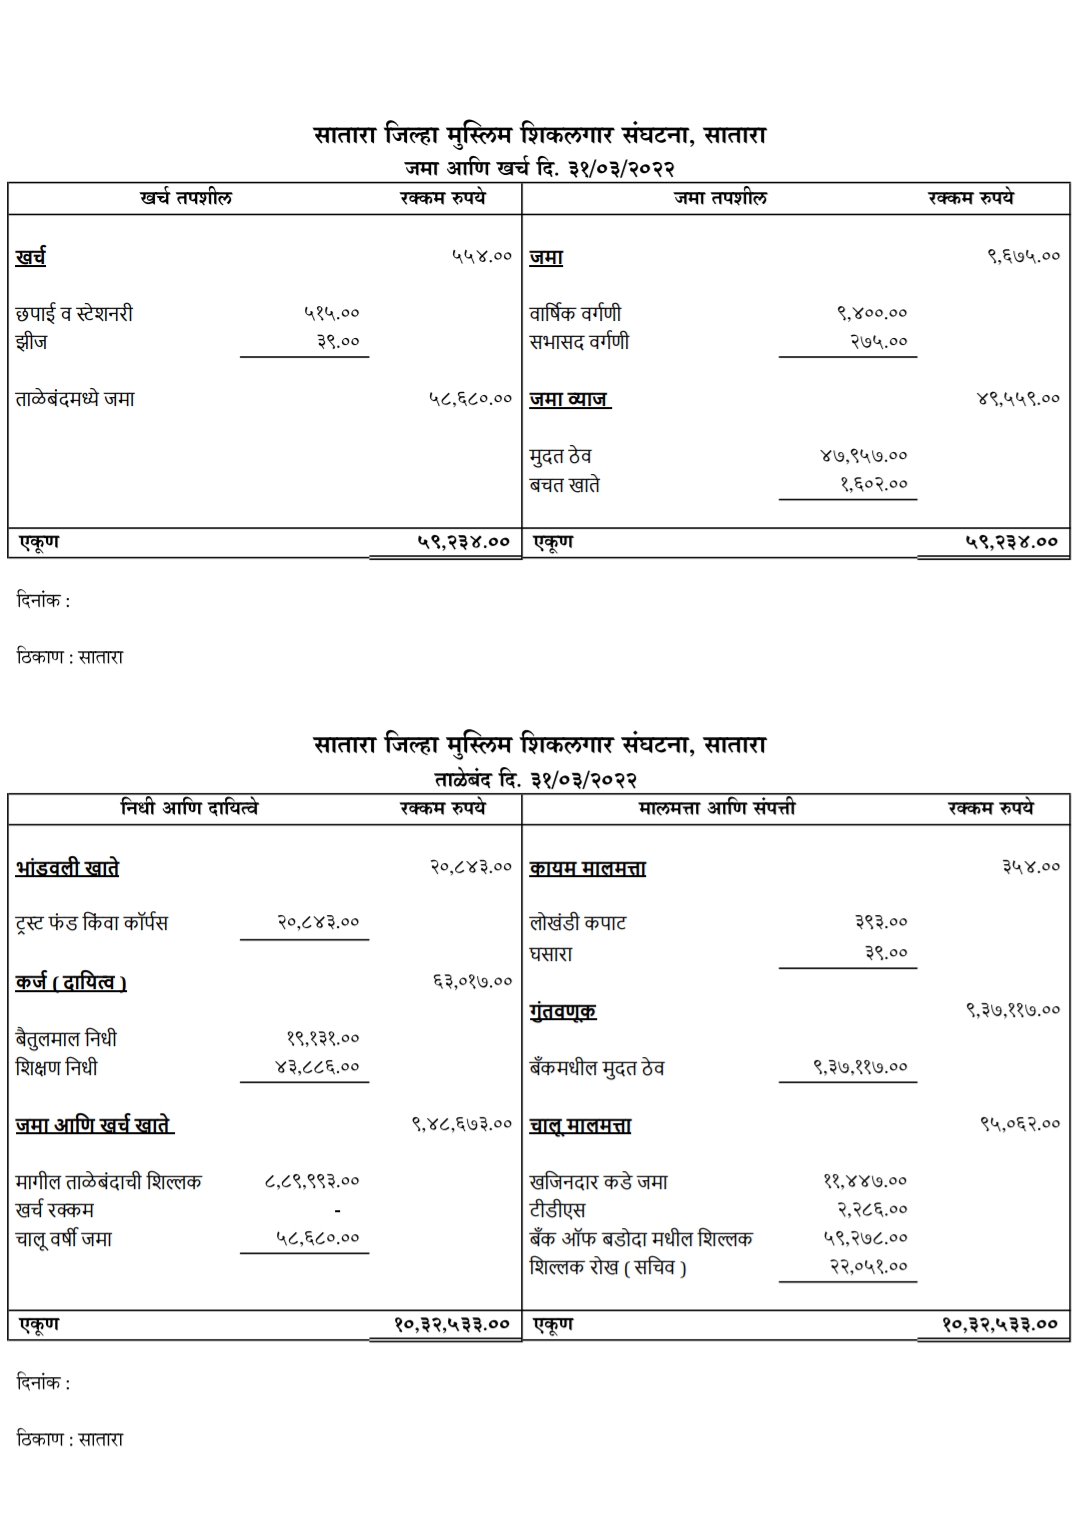 सातारा जिल्हा मुस्लिम शिकलगार संघटना, सातारा
जमा आणि खर्च दि. ३१/०३/२०२२
खर्च तपशील रक्कम रुपये जमा तपशील रक्कम रुपये
खर्च ५५४.०० जमा ९,६७५.००
छपाई व स्टेशनरी ५१५.०० वार्षिक वर्गणी ९,४००.००
झीज ३९.०० सभासद वर्गणी २७५.००
ताळेबंदमध्ये जमा ५८,६८०.०० जमा व्याज ४९,५५९.००
मुदत ठेव ४७,९५७.००
बचत खाते १,६०२.००
एकूण ५९,२३४.०० एकूण ५९,२३४.००
दिनांक :
ठिकाण : सातारा
सातारा जिल्हा मुस्लिम शिकलगार संघटना, सातारा
ताळेबंद दि. ३१/०३/२०२२
निधी आणि दायित्वे रक्कम रुपये मालमत्ता आणि संपत्ती रक्कम रुपये
भांडवली खाते २०,८४३.०० कायम मालमत्ता ३५४.००
ट्रस्ट फंड किंवा कॉर्पस २०,८४३.०० लोखंडी कपाट ३९३.००
घसारा ३९.००
कर्ज ( दायित्व ) ६३,०१७.००
गुंतवणूक ९,३७,११७.००
बैतुलमाल निधी १९,१३१.००
शिक्षण निधी ४३,८८६.०० बँकमधील मुदत ठेव ९,३७,११७.००
जमा आणि खर्च खाते ९,४८,६७३.०० चालू मालमत्ता ९५,०६२.००
मागील ताळेबंदाची शिल्लक ८,८९,९९३.०० खजिनदार कडे जमा ११,४४७.००
खर्च रक्कम - टीडीएस २,२८६.००
चालू वर्षी जमा ५८,६८०.०० बँक ऑफ बडोदा मधील शिल्लक ५९,२७८.००
शिल्लक रोख ( सचिव ) २२,०५१.००
एकूण १०,३२,५३३.०० एकूण १०,३२,५३३.००
दिनांक :
ठिकाण : सातारा